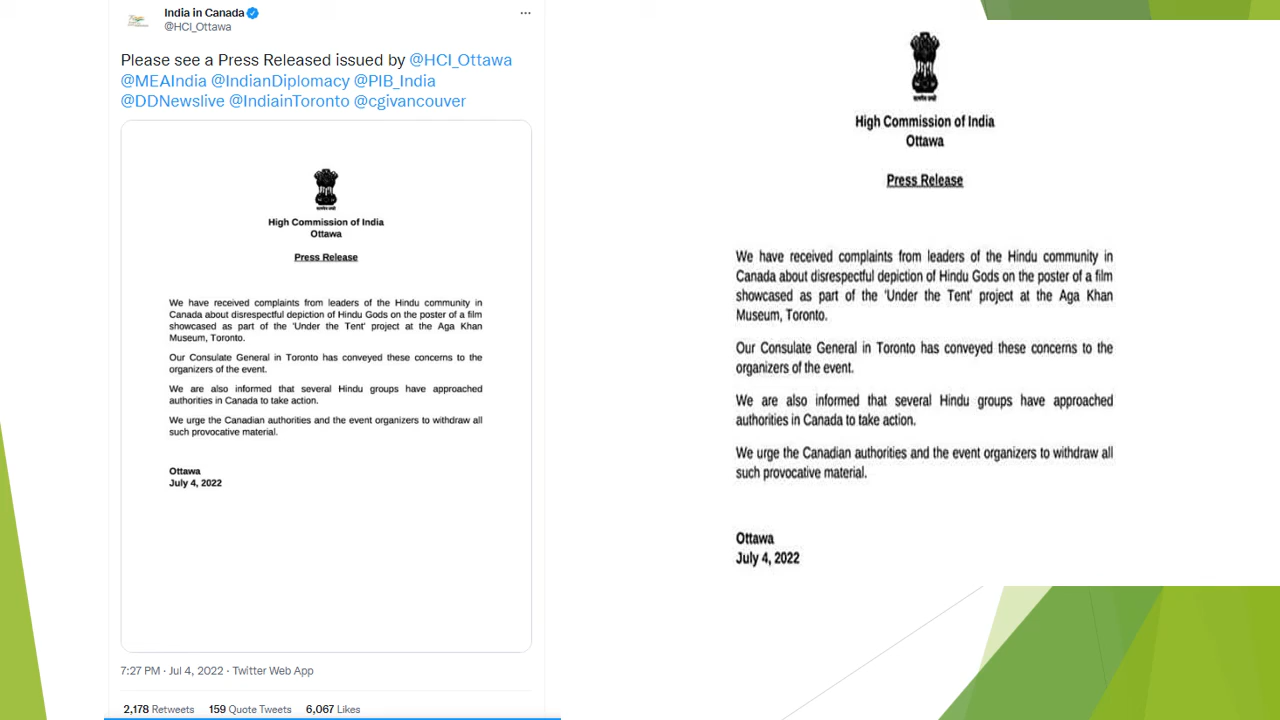 India in Canada
@HCI_Ottawa
Please see a Press Released issued by @HCI_Ottawa
@MEAIndia @IndianDiplomacy @PIB_India
@DDNewslive @IndiainToronto @cgivancouver
सत्यमेव जयते
High Commission of India
Ottawa
Press Release
We have received complaints from leaders of the Hindu community in
Canada about disrespectful depiction of Hindu Gods on the poster of a film
showcased as part of the 'Under the Tent' project at the Aga Khan
Museum, Toronto.
Our Consulate General in Toronto has conveyed these concerns to the
organizers of the event.
We are also informed that several Hindu groups have approached
authorities in Canada to take action.
We urge the Canadian authorities and the event organizers to withdraw all
such provocative material.
Ottawa
July 4, 2022
7:27 PM · Jul 4, 2022 · Twitter Web App
2,178 Retweets 159 Quote Tweets 6,067 Likes
सत्यमेव जयते
High Commission of India
Ottawa
Press Release
We have received complaints from leaders of the Hindu community in
Canada about disrespectful depiction of Hindu Gods on the poster of a film
showcased as part of the 'Under the Tent' project at the Aga Khan
Museum, Toronto.
Our Consulate General in Toronto has conveyed these concerns to the
organizers of the event.
We are also informed that several Hindu groups have approached
authorities in Canada to take action.
We urge the Canadian authorities and the event organizers to withdraw all
such provocative material.
Ottawa
July 4, 2022